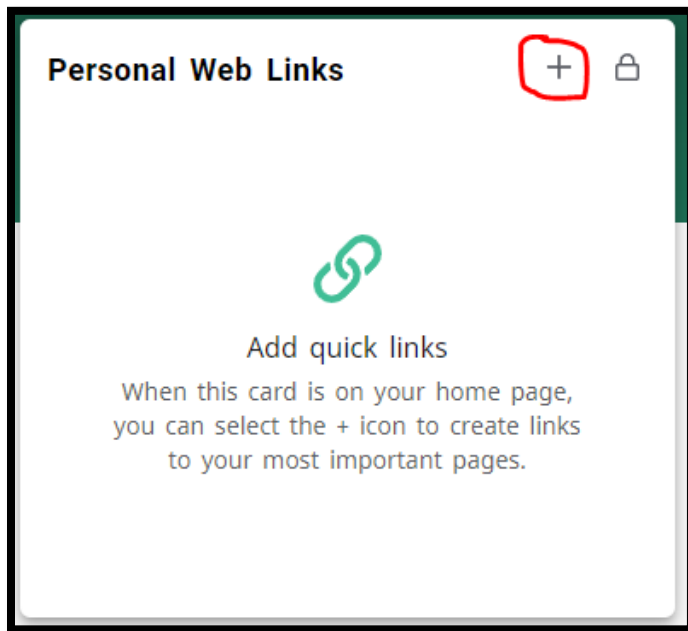 Personal Web Links
Add quick links
When this card is on your home page,
you can select the + icon to create links
to your most important pages.